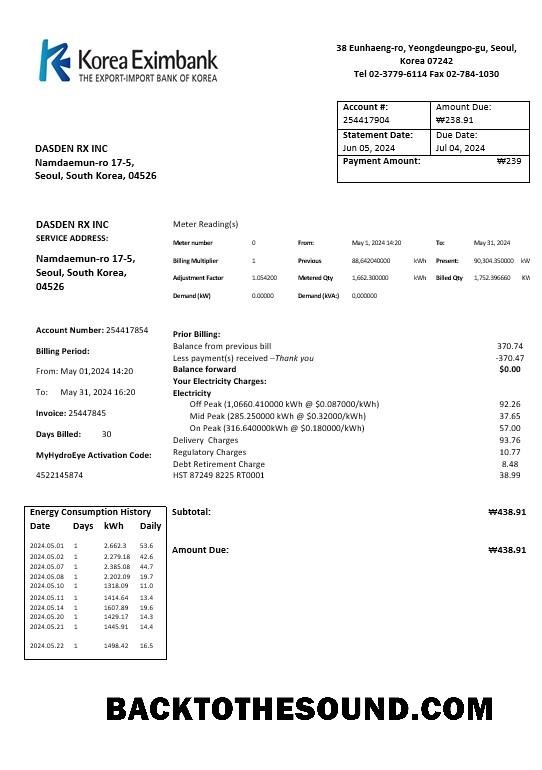 Korea Eximbank
THE EXPORT-IMPORT BANK OF KOREA
38 Eunhaeng-ro, Yeongdeungpo-gu, Seoul,
Korea 07242
Tel 02-3779-6114 Fax 02-784-1030
Account #: Amount Due:
254417904 ₩238.91
Statement Date: Due Date:
Jun 05, 2024 Jul 04, 2024
Payment Amount: ₩239
DASDEN RX INC
Namdaemun-ro 17-5,
Seoul, South Korea, 04526
DASDEN RX INC
SERVICE ADDRESS:
Namdaemun-ro 17-5,
Seoul, South Korea,
04526
Meter Reading(s)
Meter number 0 From: May 1, 2024 14:20 To: May 31, 2024
Billing Multiplier 1 Previous 88,642040000 kWh Present: 90,304.350000 kW
Adjustment Factor 1.054200 Metered Qty 1,662.300000 kWh Billed Qty 1,752.396660 kW
Demand (kW) 0.00000 Demand (kVA:) 0,000000
Account Number: 254417854
Billing Period:
From: May 01,2024 14:20
To: May 31, 2024 16:20
Invoice: 25447845
Days Billed: 30
MyHydroEye Activation Code:
4522145874
Prior Billing:
Balance from previous bill 370.74
Less payment(s) received –Thank you -370.47
Balance forward $0.00
Your Electricity Charges:
Electricity
Off Peak (1,0660.410000 kWh @ $0.087000/kWh) 92.26
Mid Peak (285.250000 kWh @ $0.32000/kWh) 37.65
On Peak (316.640000kWh @ $0.180000/kWh) 57.00
Delivery Charges 93.76
Regulatory Charges 10.77
Debt Retirement Charge 8.48
HST 87249 8225 RT0001 38.99
Energy Consumption History
Date Days kWh Daily
2024.05.01 1 2.662.3 53.6
2024.05.02 1 2.279.18 42.6
2024.05.07 1 2.385.08 44.7
2024.05.08 1 2.202.09 19.7
2024.05.10 1 1318.09 11.0
2024.05.11 1 1414.64 13.4
2024.05.14 1 1607.89 19.6
2024.05.20 1 1429.17 14.3
2024.05.21 1 1445.91 14.4
2024.05.22 1 1498.42 16.5
Subtotal: ₩438.91
Amount Due: ₩438.91
BACKTOTHESOUND.COM